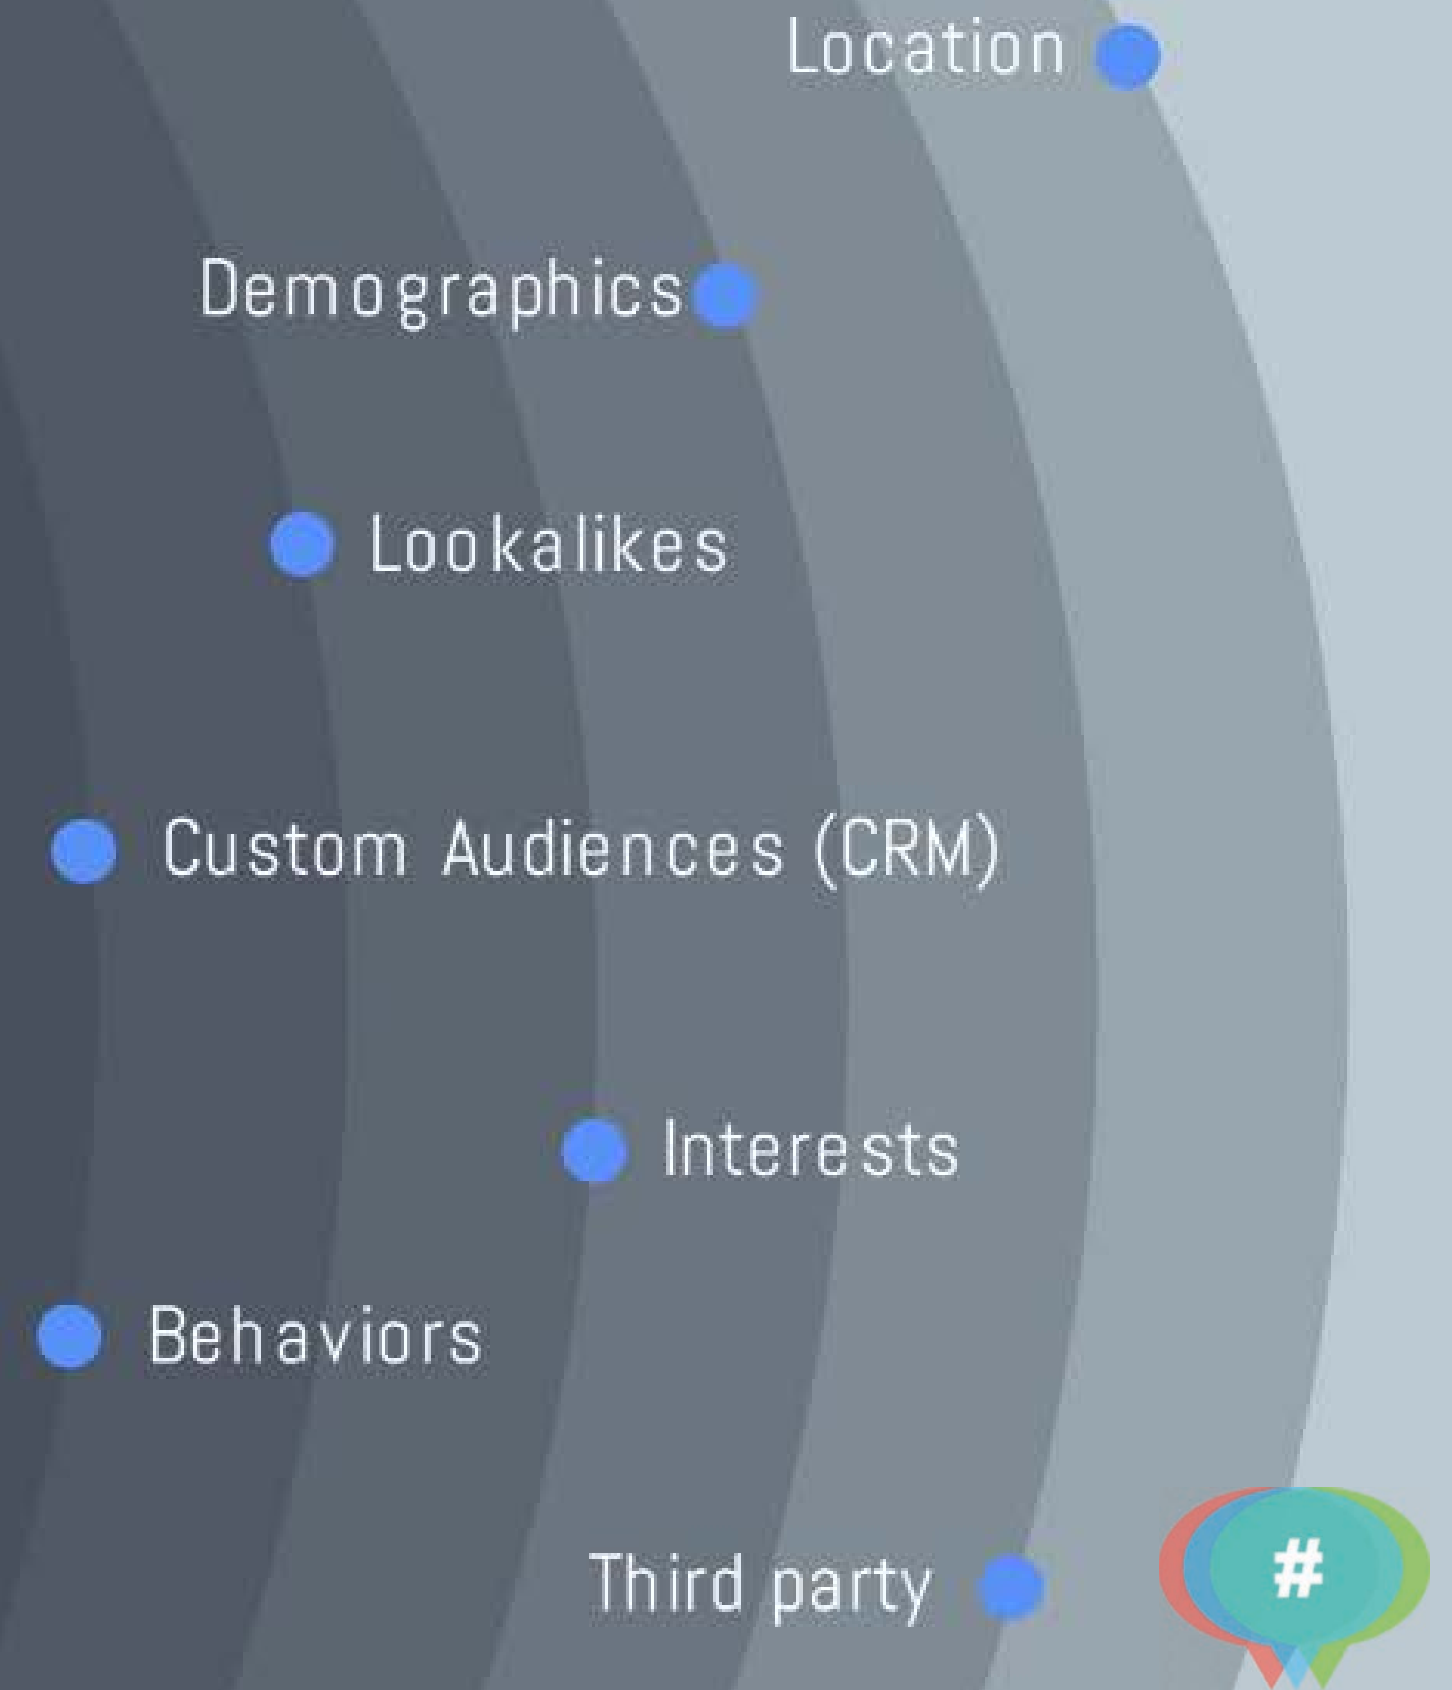 Location
Demographics
Lookalikes
Custom Audiences (CRM)
Interests
Behaviors
Third party
#